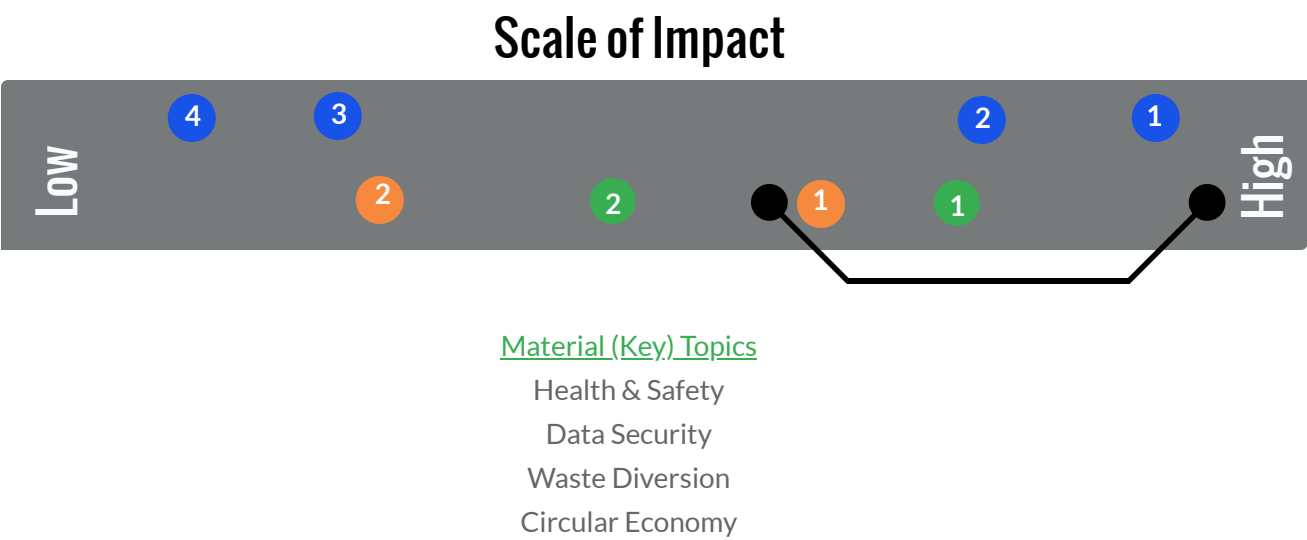 Scale of Impact
Low
4
3
2
1
High
2
2
1
1
Material (Key) Topics
Health & Safety
Data Security
Waste Diversion
Circular Economy